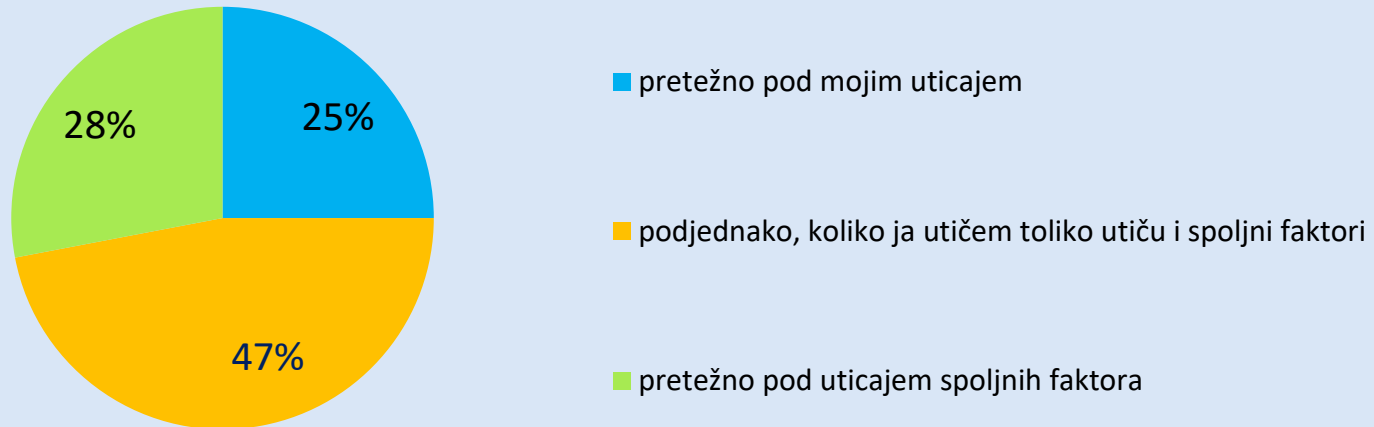 28%
25%
47%
pretežno pod mojim uticajem
podjednako, koliko ja utičem toliko utiču i spoljni faktori
pretežno pod uticajem spoljnih faktora